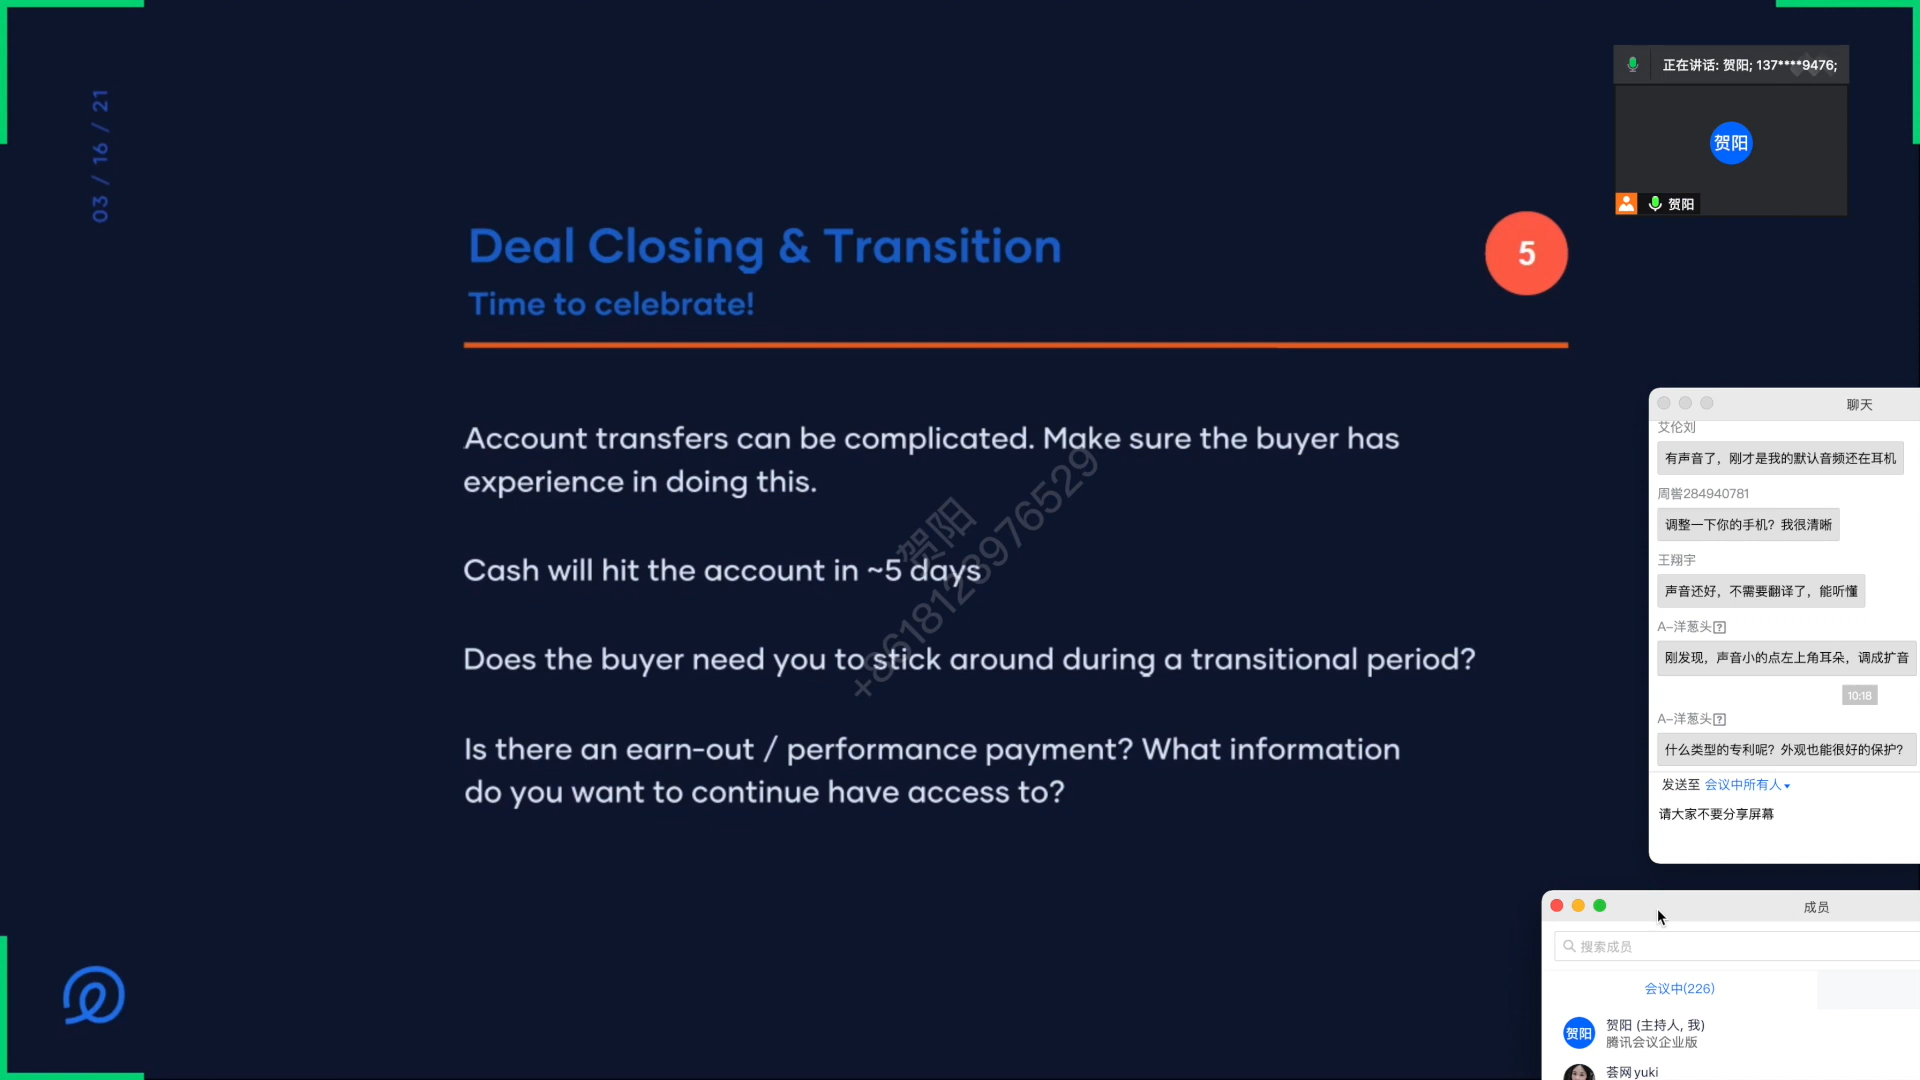 03 / 16 / 21
Deal Closing & Transition
Time to celebrate!
5
Account transfers can be complicated. Make sure the buyer has
experience in doing this.
Cash will hit the account in ~5 days
Does the buyer need you to stick around during a transitional period?
Is there an earn-out / performance payment? What information
do you want to continue have access to?
贺阳
+8618128976529
正在讲话: 贺阳; 137****9476;
贺阳
贺阳
聊天
艾伦刘
有声音了，刚才是我的默认音频还在耳机
周喾284940781
调整一下你的手机？我很清晰
王翔宇
声音还好，不需要翻译了，能听懂
A-洋葱头?
刚发现，声音小的点左上角耳朵，调成扩音
10:18
A-洋葱头?
什么类型的专利呢？外观也能很好的保护？
发送至 会议中所有人
请大家不要分享屏幕
成员
搜索成员
会议中(226)
贺阳
贺阳 (主持人, 我)
腾讯会议企业版
荟网yuki